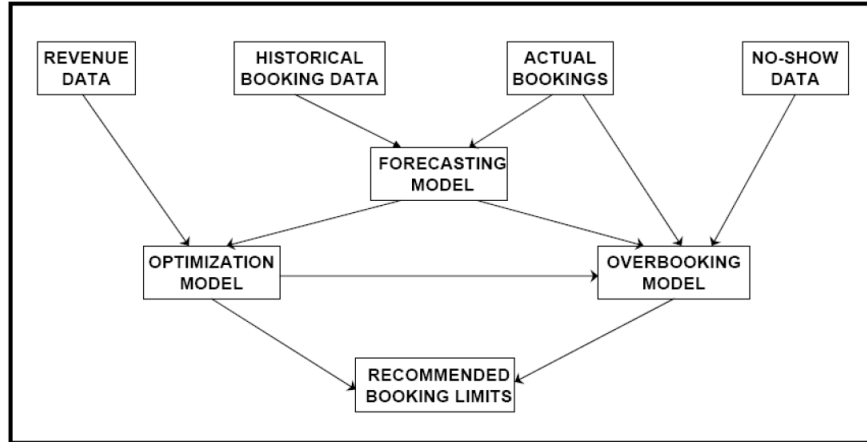 REVENUE
DATA
HISTORICAL
BOOKING DATA
ACTUAL
BOOKINGS
NO-SHOW
DATA
FORECASTING
MODEL
OPTIMIZATION
MODEL
OVERBOOKING
MODEL
RECOMMENDED
BOOKING LIMITS